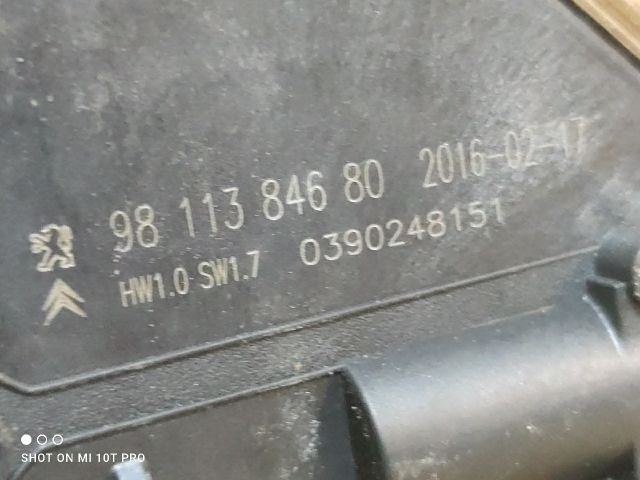 98 113 846 80 2016-02-17
HW1.0 SW1.7 0390248151
SHOT ON MI 10T PRO